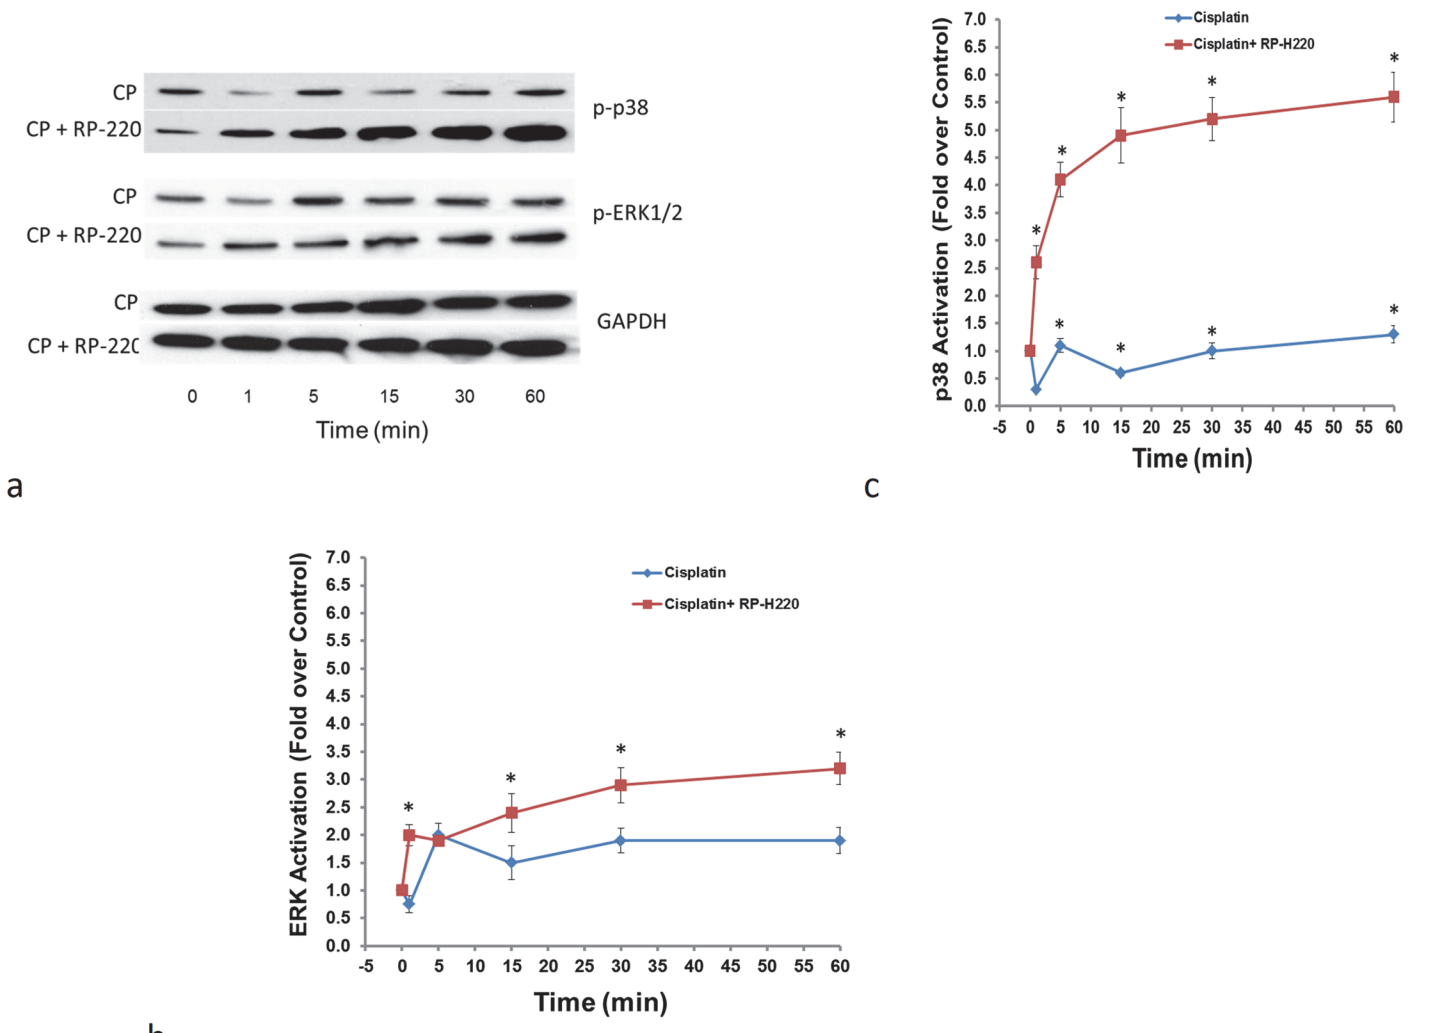 CP
CP + RP-220
p-p38
CP
CP + RP-220
p-ERK1/2
CP
CP + RP-220
GAPDH
0 1 5 15 30 60
Time (min)
a
p38 Activation (Fold over Control)
Cisplatin
Cisplatin+ RP-H220
7.0
6.5
6.0
5.5
5.0
4.5
4.0
3.5
3.0
2.5
2.0
1.5
1.0
0.5
0.0
* * * * *
* * * *
-5 0 5 10 15 20 25 30 35 40 45 50 55 60
Time (min)
c
ERK Activation (Fold over Control)
Cisplatin
Cisplatin+ RP-H220
7.0
6.5
6.0
5.5
5.0
4.5
4.0
3.5
3.0
2.5
2.0
1.5
1.0
0.5
0.0
* * * *
-5 0 5 10 15 20 25 30 35 40 45 50 55 60
Time (min)